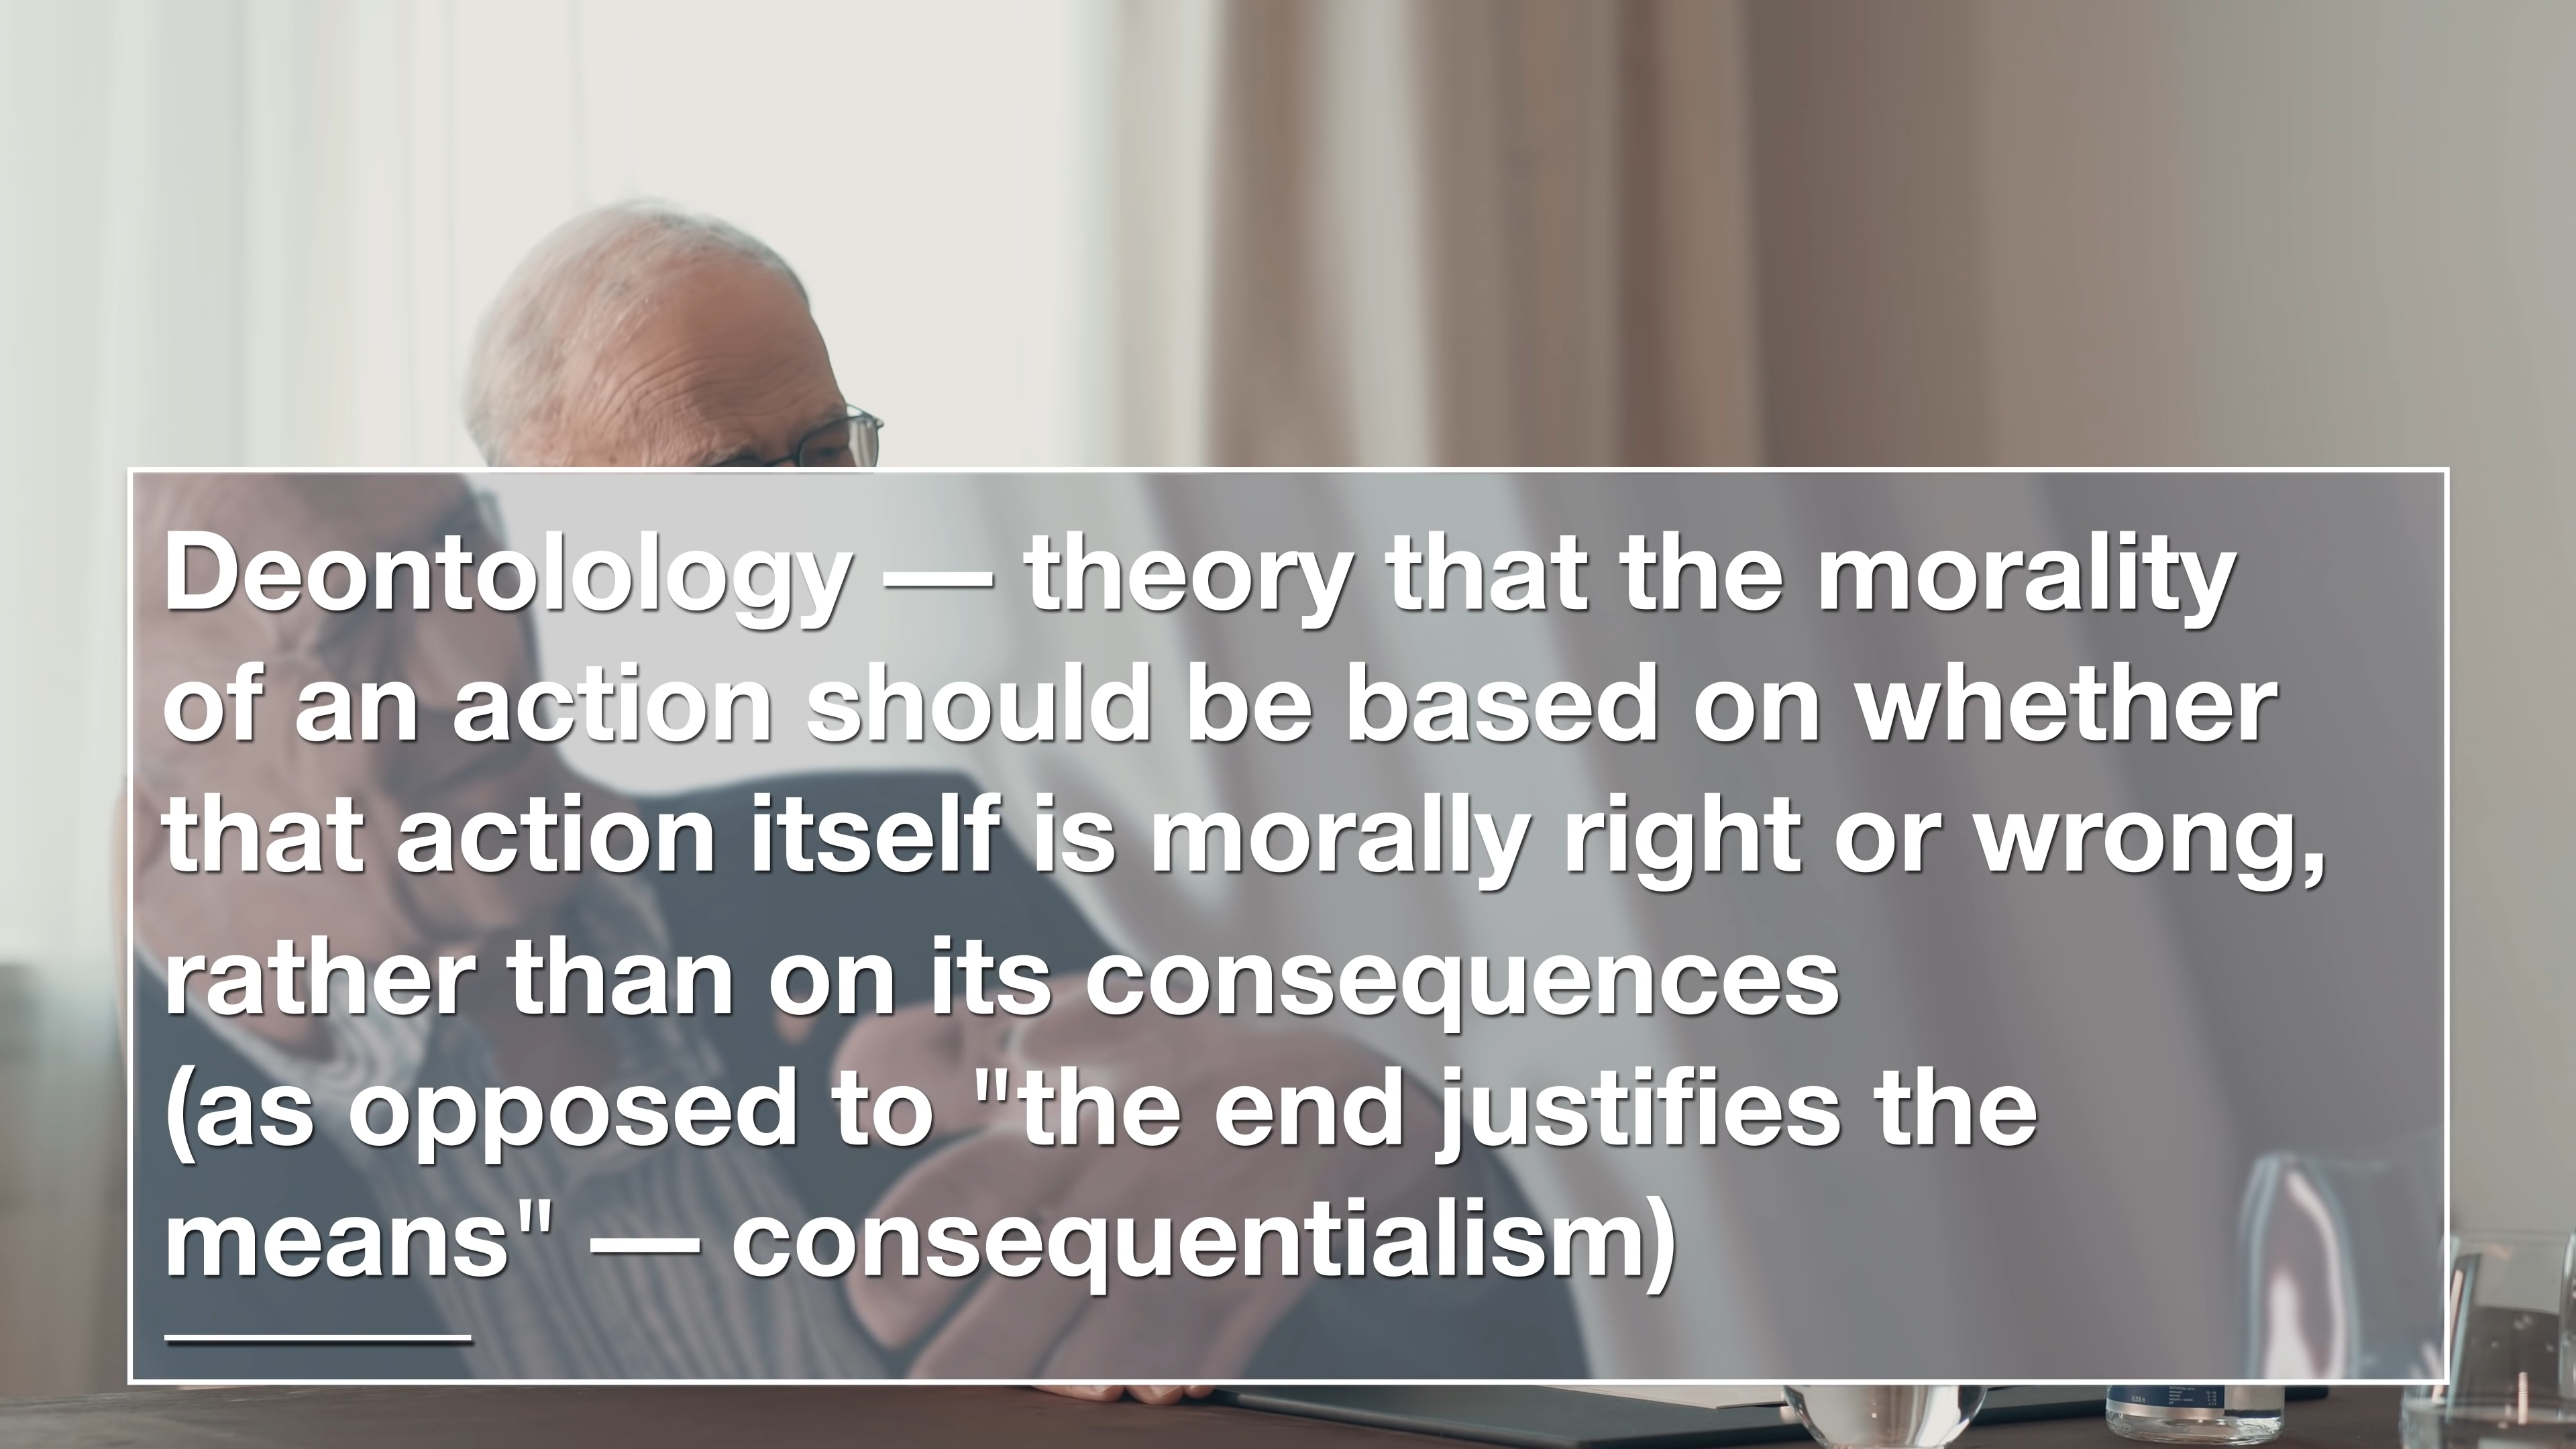 Deontolology — theory that the morality
of an action should be based on whether
that action itself is morally right or wrong,
rather than on its consequences
(as opposed to "the end justifies the
means" — consequentialism)